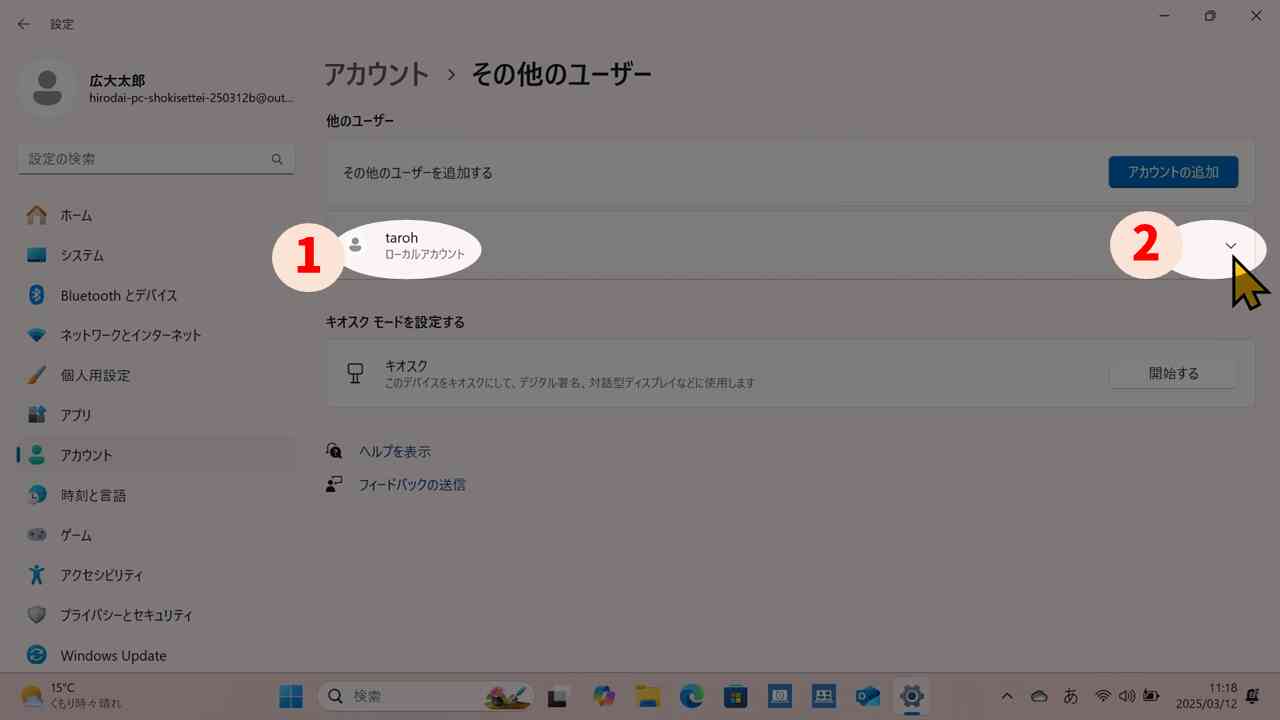 設定
広大太郎
hirodai-pc-shokisettei-250312b@out...
設定の検索
ホーム
システム
Bluetooth とデバイス
ネットワークとインターネット
個人用設定
アプリ
アカウント
時刻と言語
ゲーム
アクセシビリティ
プライバシーとセキュリティ
Windows Update
アカウント > その他のユーザー
他のユーザー
その他のユーザーを追加する
アカウントの追加
1
taroh
ローカルアカウント
2
キオスク モードを設定する
キオスク
このデバイスをキオスクにして、デジタル署名、対話型ディスプレイなどに使用します
開始する
ヘルプを表示
フィードバックの送信
15°C
くもり時々晴れ
検索
あ
11:18
2025/03/12